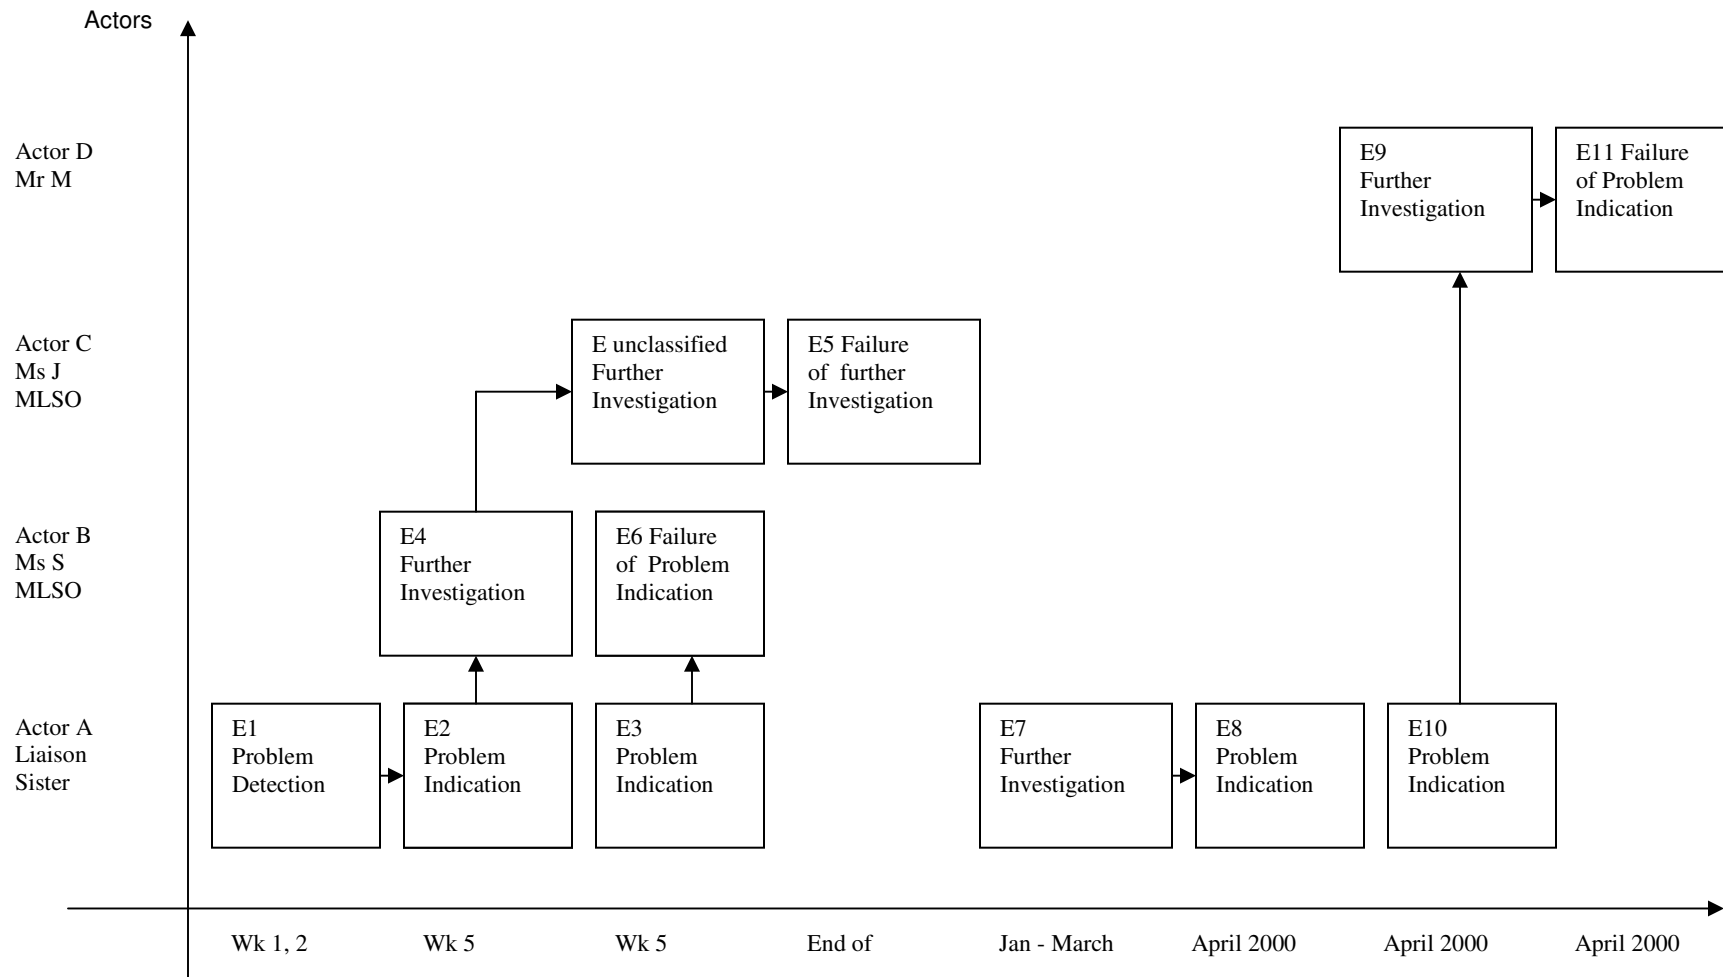 Actors
Actor D
Mr M
E9
Further
Investigation
E11 Failure
of Problem
Indication
Actor C
Ms J
MLSO
E unclassified
Further
Investigation
E5 Failure
of further
Investigation
Actor B
Ms S
MLSO
E4
Further
Investigation
E6 Failure
of Problem
Indication
Actor A
Liaison
Sister
E1
Problem
Detection
E2
Problem
Indication
E3
Problem
Indication
E7
Further
Investigation
E8
Problem
Indication
E10
Problem
Indication
Wk 1, 2
Wk 5
Wk 5
End of
Jan - March
April 2000
April 2000
April 2000